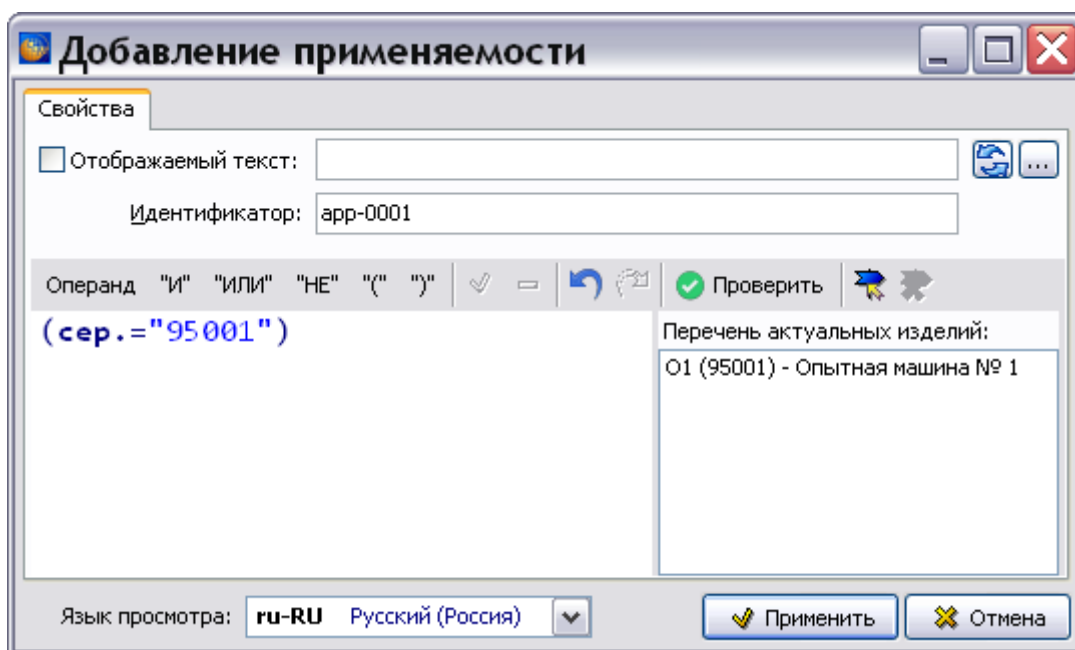 Добавление применяемости
Свойства
Отображаемый текст: ...
Идентификатор: app-0001
Операнд "И" "ИЛИ" "НЕ" "(" ")" Проверить
(сер.="95001") Перечень актуальных изделий:
О1 (95001) - Опытная машина № 1
Язык просмотра: ru-RU Русский (Россия) Применить Отмена